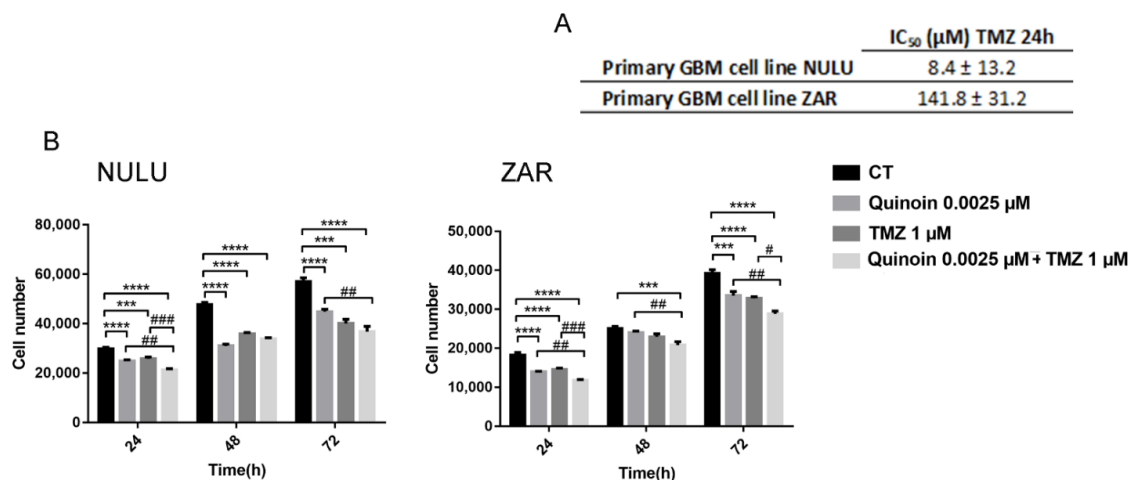 A
IC₅₀ (µM) TMZ 24h
Primary GBM cell line NULU 8.4 ± 13.2
Primary GBM cell line ZAR 141.8 ± 31.2
B
NULU
ZAR
CT
Quinoin 0.0025 µM
TMZ 1 µM
Quinoin 0.0025 µM + TMZ 1 µM
Cell number
80,000
60,000
40,000
20,000
0
****
***
###
****
##
****
****
****
****
***
****
##
24
48
72
Time(h)
Cell number
50,000
40,000
30,000
20,000
10,000
0
****
****
###
****
##
***
##
****
****
#
***
##
24
48
72
Time(h)